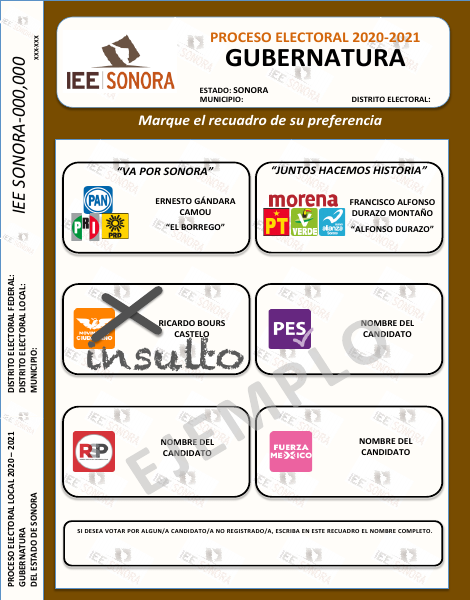 IEE SONORA-000,000
XXX-XXX
DISTRITO ELECTORAL FEDERAL:
DISTRITO ELECTORAL LOCAL:
MUNICIPIO:
PROCESO ELECTORAL LOCAL 2020 – 2021
GUBERNATURA
DEL ESTADO DE SONORA
IEE SONORA
PROCESO ELECTORAL 2020-2021
GUBERNATURA
ESTADO: SONORA
MUNICIPIO:
DISTRITO ELECTORAL:
Marque el recuadro de su preferencia
“VA POR SONORA”
PAN
PRI
PRD
ERNESTO GÁNDARA
CAMOU
“EL BORREGO”
“JUNTOS HACEMOS HISTORIA”
morena
PT
VERDE
alianza
FRANCISCO ALFONSO
DURAZO MONTAÑO
“ALFONSO DURAZO”
MOVIMIENTO
CIUDADANO
RICARDO BOURS
CASTELO
insulto
PES
NOMBRE DEL
CANDIDATO
RSP
NOMBRE DEL
CANDIDATO
FUERZA
MEXICO
NOMBRE DEL
CANDIDATO
EJEMPLO
SI DESEA VOTAR POR ALGUN/A CANDIDATO/A NO REGISTRADO/A, ESCRIBA EN ESTE RECUADRO EL NOMBRE COMPLETO.